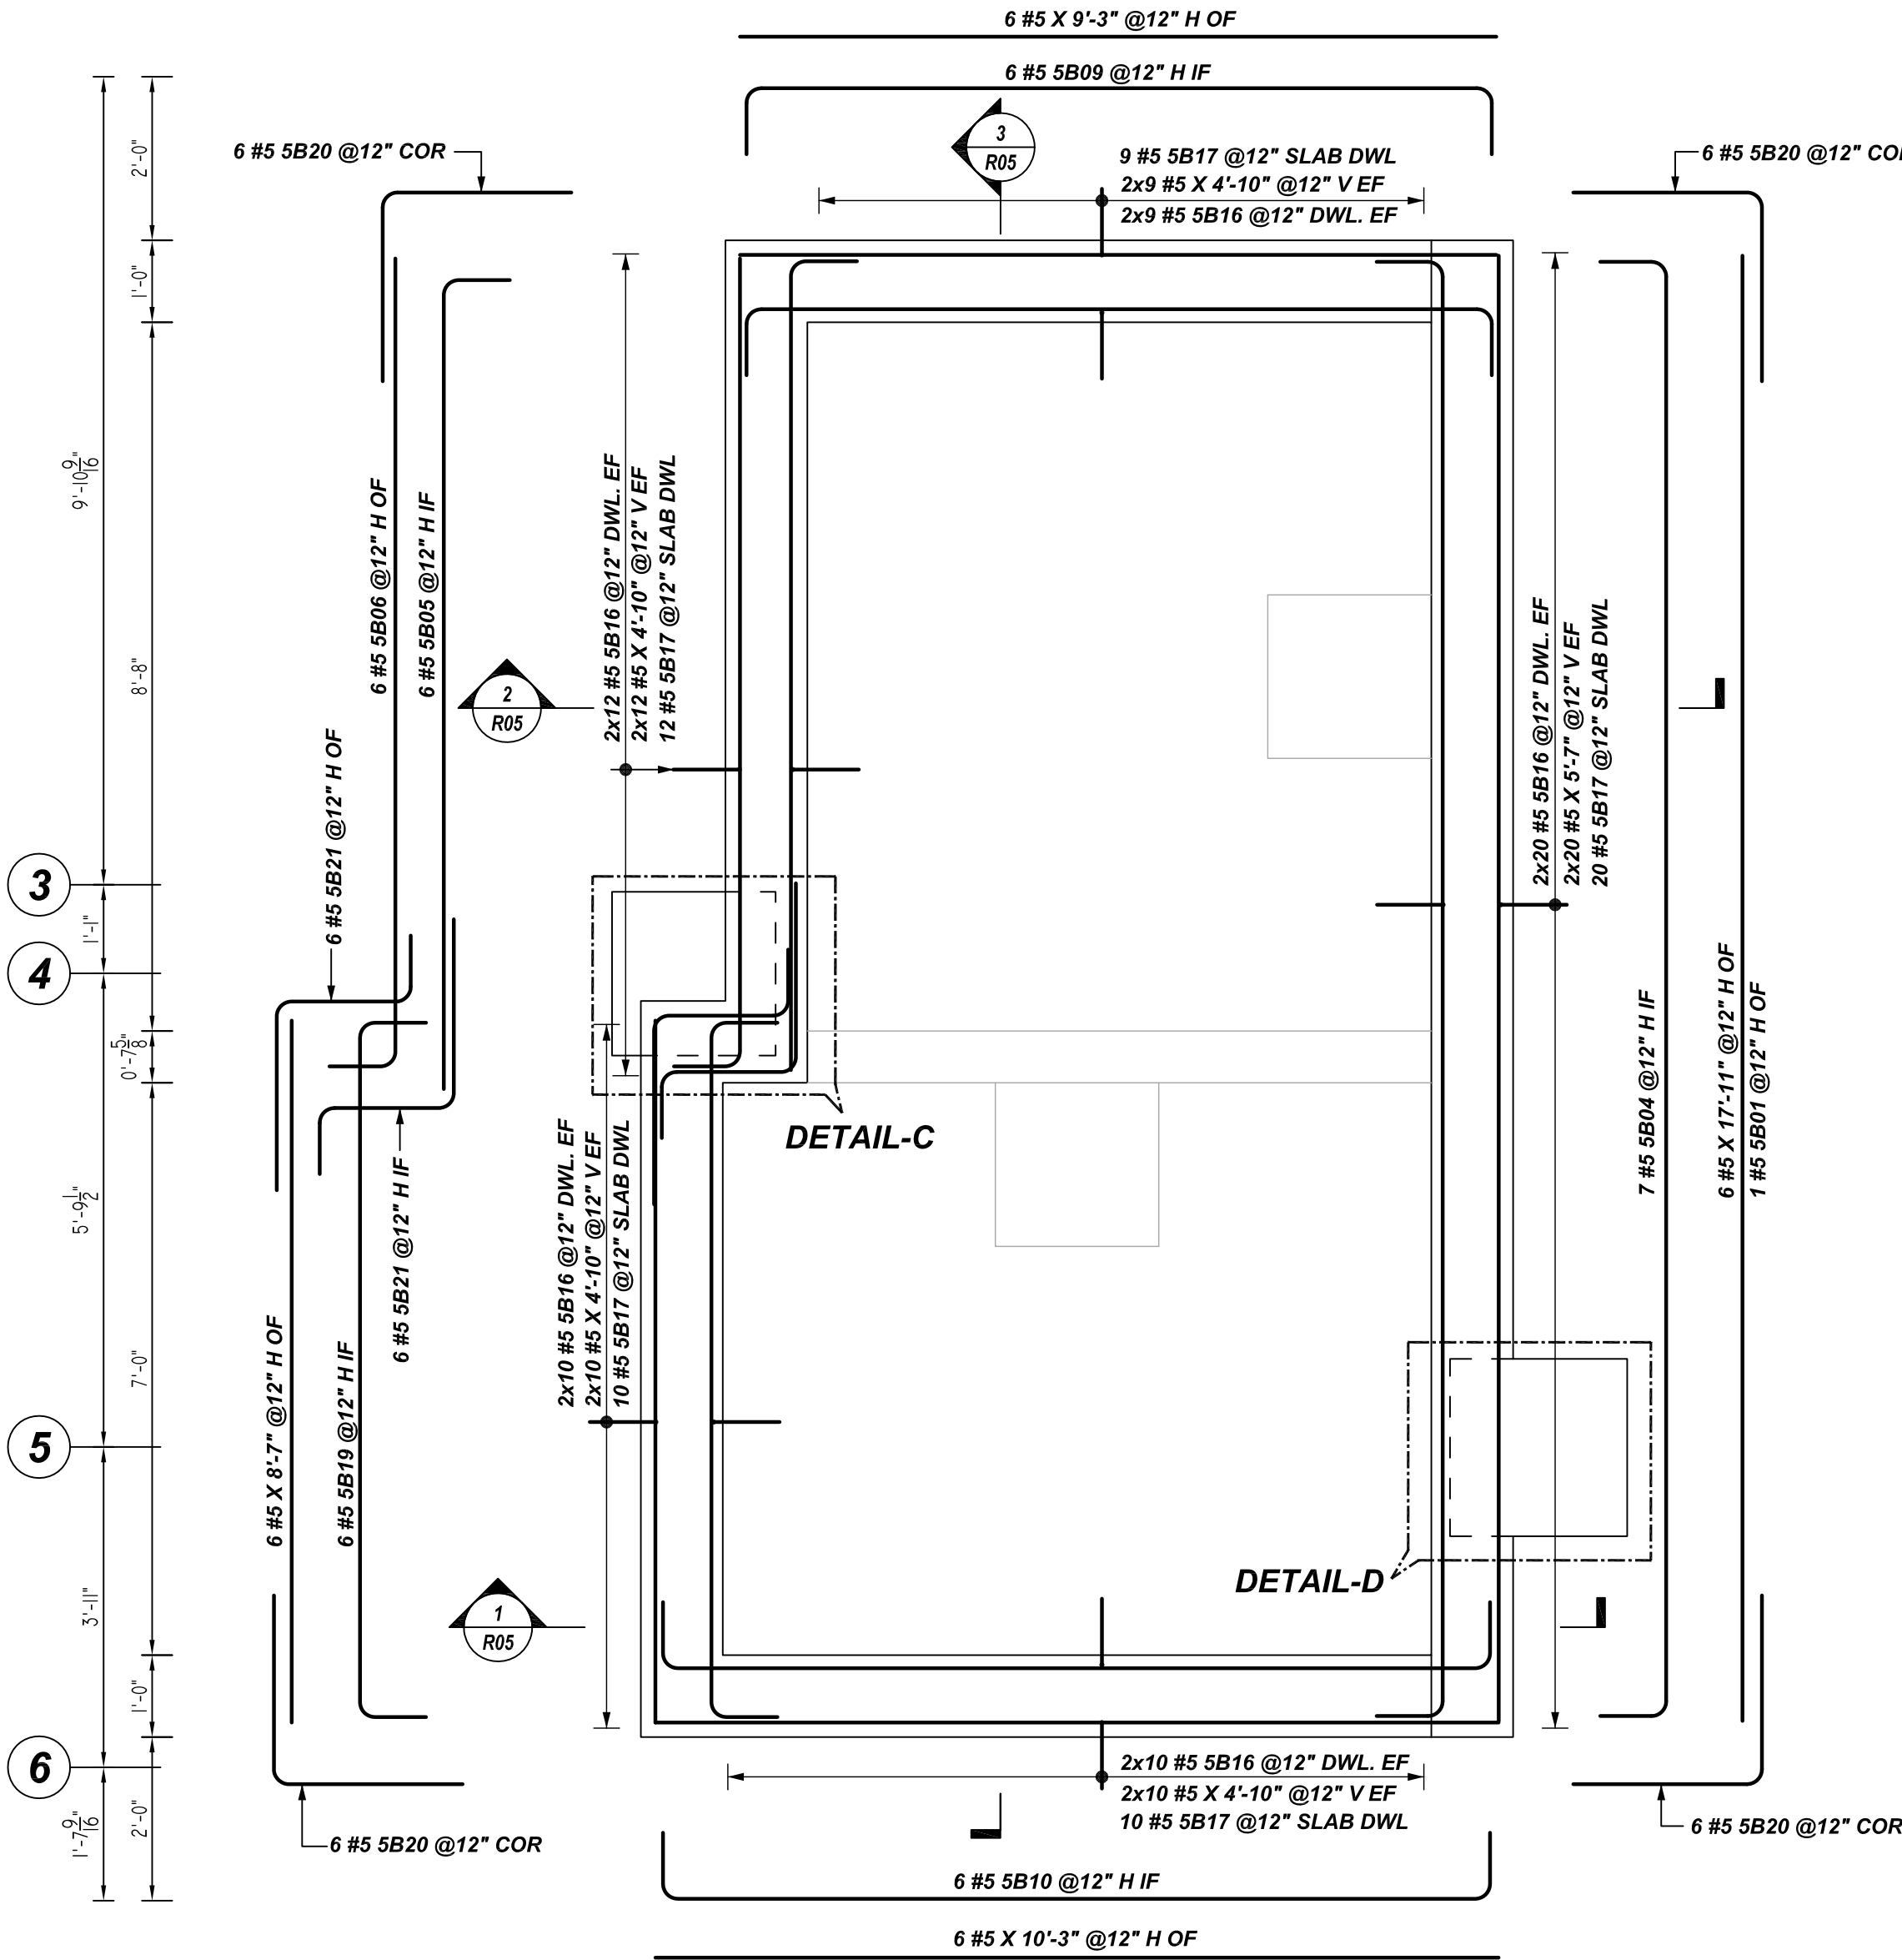 6 #5 X 9'-3" @12" H OF
6 #5 5B09 @12" H IF
3
R05
6 #5 5B20 @12" COR
9 #5 5B17 @12" SLAB DWL
2x9 #5 X 4'-10" @12" V EF
2x9 #5 5B16 @12" DWL. EF
6 #5 5B20 @12" CO
2'-0"
1'-0"
9'-10 9/16"
8'-8"
6 #5 5B06 @12" H OF
6 #5 5B05 @12" H IF
2x12 #5 5B16 @12" DWL. EF
2x12 #5 X 4'-10" @12" V EF
12 #5 5B17 @12" SLAB DWL
2
R05
6 #5 5B21 @12" H OF
2x20 #5 5B16 @12" DWL. EF
2x20 #5 X 5'-7" @12" V EF
20 #5 5B17 @12" SLAB DWL
3
1'-1"
4
0'-7 5/8"
DETAIL-C
7 #5 5B04 @12" H IF
6 #5 X 17'-11" @12" H OF
1 #5 5B01 @12" H OF
5'-9 1/2"
6 #5 5B21 @12" H IF
2x10 #5 5B16 @12" DWL. EF
2x10 #5 X 4'-10" @12" V EF
10 #5 5B17 @12" SLAB DWL
7'-0"
6 #5 X 8'-7" @12" H OF
6 #5 5B19 @12" H IF
5
DETAIL-D
3'-11"
1
R05
1'-0"
6
1'-7 9/16"
2'-0"
2x10 #5 5B16 @12" DWL. EF
2x10 #5 X 4'-10" @12" V EF
10 #5 5B17 @12" SLAB DWL
6 #5 5B20 @12" COR
6 #5 5B20 @12" COR
6 #5 5B10 @12" H IF
6 #5 X 10'-3" @12" H OF